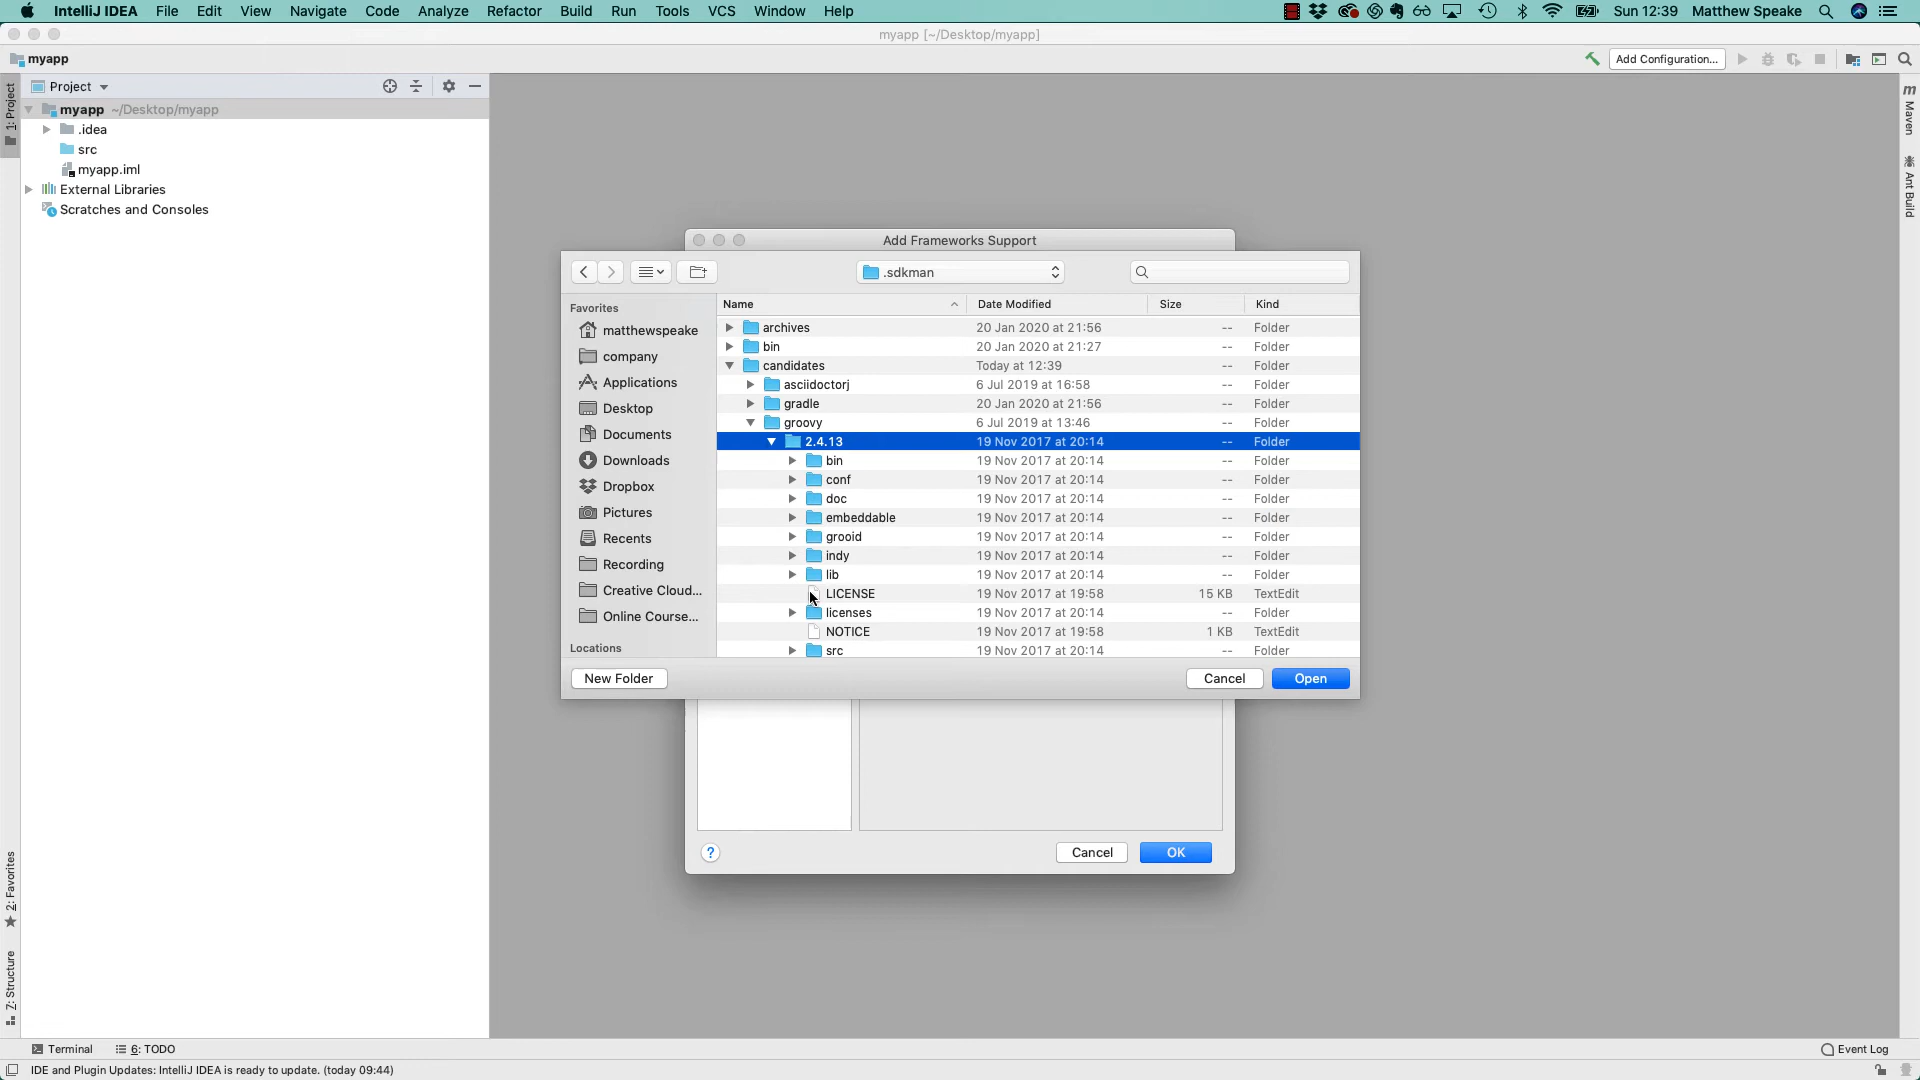 IntelliJ IDEA File Edit View Navigate Code Analyze Refactor Build Run Tools VCS Window Help Sun 12:39 Matthew Speake
myapp [~/Desktop/myapp]
myapp Add Configuration...
1: Project
Project
myapp ~/Desktop/myapp
.idea
src
myapp.iml
External Libraries
Scratches and Consoles
m Maven
Ant Build
Add Frameworks Support
.sdkman
Favorites
matthewspeake
company
Applications
Desktop
Documents
Downloads
Dropbox
Pictures
Recents
Recording
Creative Cloud...
Online Course...
Locations
Name Date Modified Size Kind
archives 20 Jan 2020 at 21:56 -- Folder
bin 20 Jan 2020 at 21:27 -- Folder
candidates Today at 12:39 -- Folder
asciidoctorj 6 Jul 2019 at 16:58 -- Folder
gradle 20 Jan 2020 at 21:56 -- Folder
groovy 6 Jul 2019 at 13:46 -- Folder
2.4.13 19 Nov 2017 at 20:14 -- Folder
bin 19 Nov 2017 at 20:14 -- Folder
conf 19 Nov 2017 at 20:14 -- Folder
doc 19 Nov 2017 at 20:14 -- Folder
embeddable 19 Nov 2017 at 20:14 -- Folder
grooid 19 Nov 2017 at 20:14 -- Folder
indy 19 Nov 2017 at 20:14 -- Folder
lib 19 Nov 2017 at 20:14 -- Folder
LICENSE 19 Nov 2017 at 19:58 15 KB TextEdit
licenses 19 Nov 2017 at 20:14 -- Folder
NOTICE 19 Nov 2017 at 19:58 1 KB TextEdit
src 19 Nov 2017 at 20:14 -- Folder
New Folder Cancel Open
? Cancel OK
2: Favorites
Z: Structure
Terminal 6: TODO Event Log
IDE and Plugin Updates: IntelliJ IDEA is ready to update. (today 09:44)